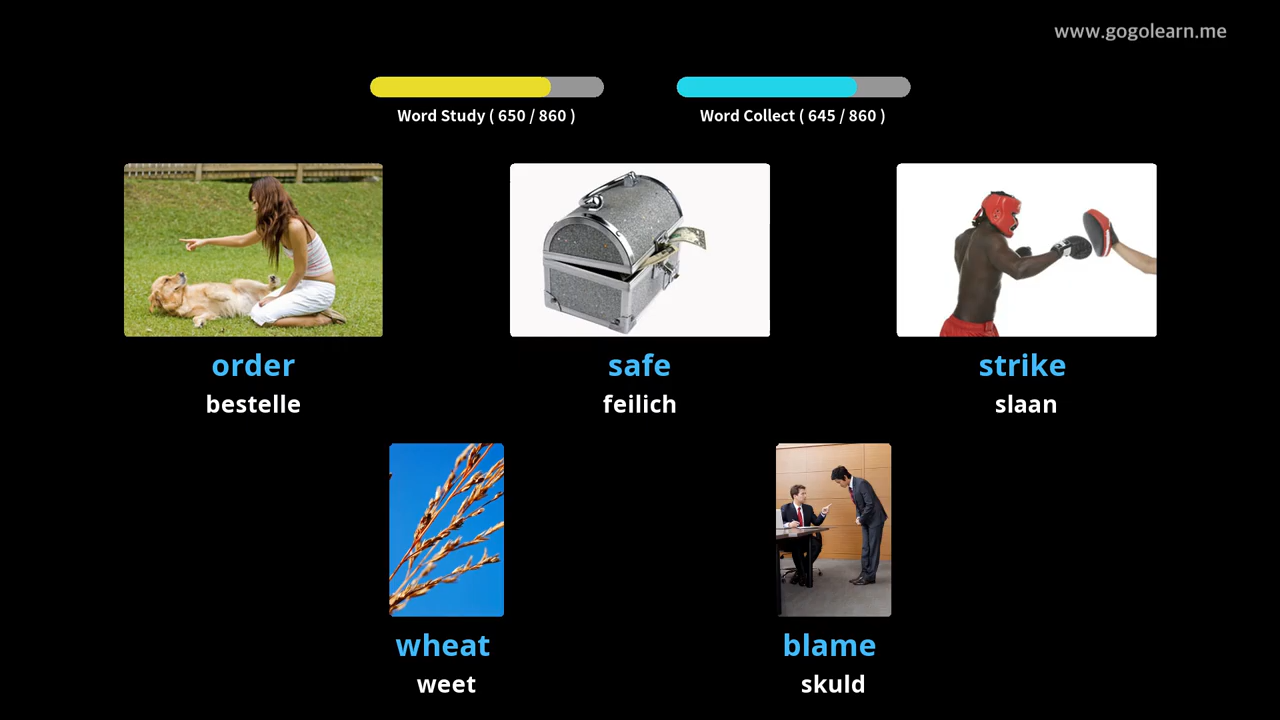 www.gogolearn.me
Word Study ( 650 / 860 )
Word Collect ( 645 / 860 )
order
bestelle
safe
feilich
strike
slaan
wheat
weet
blame
skuld